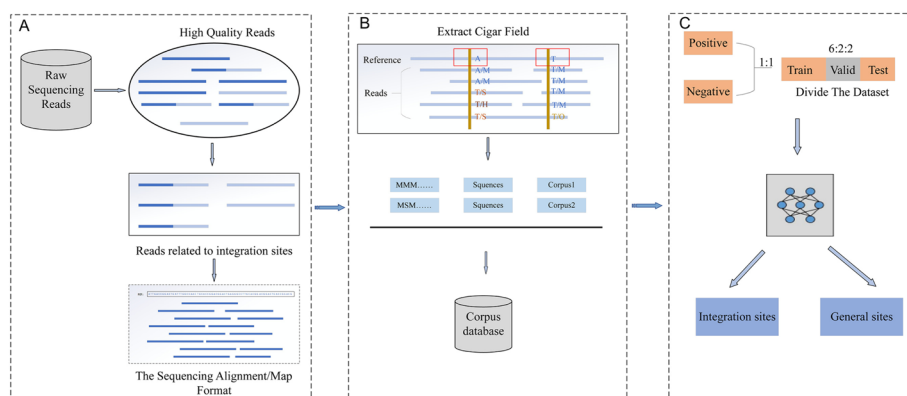 A
High Quality Reads
Raw
Sequencing
Reads
Reads related to integration sites
The Sequencing Alignment/Map
Format
B
Extract Cigar Field
Reference
A
T
Reads
A/M
T/M
A/M
T/M
T/S
T/M
T/H
T/M
T/S
T/O
MMM……
Squences
Corpus1
MSM……
Squences
Corpus2
Corpus
database
C
Positive
Negative
1:1
6:2:2
Train
Valid
Test
Divide The Dataset
Integration sites
General sites